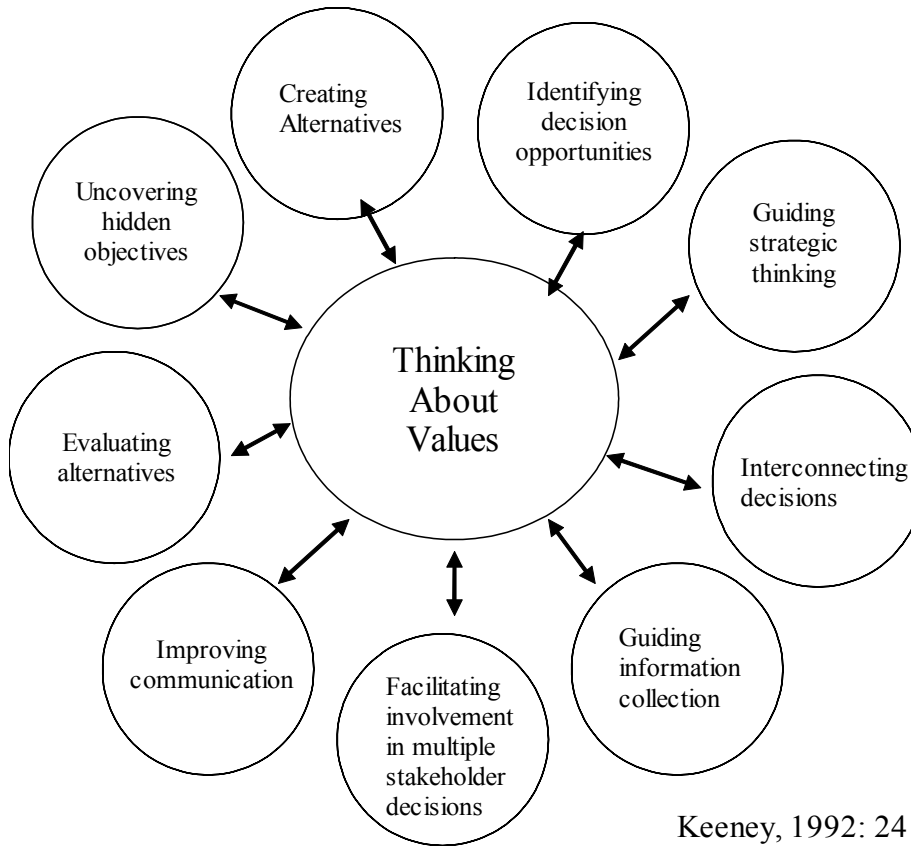 Creating
Alternatives
Identifying
decision
opportunities
Uncovering
hidden
objectives
Guiding
strategic
thinking
Thinking
About
Values
Evaluating
alternatives
Interconnecting
decisions
Improving
communication
Guiding
information
collection
Facilitating
involvement
in multiple
stakeholder
decisions
Keeney, 1992: 24